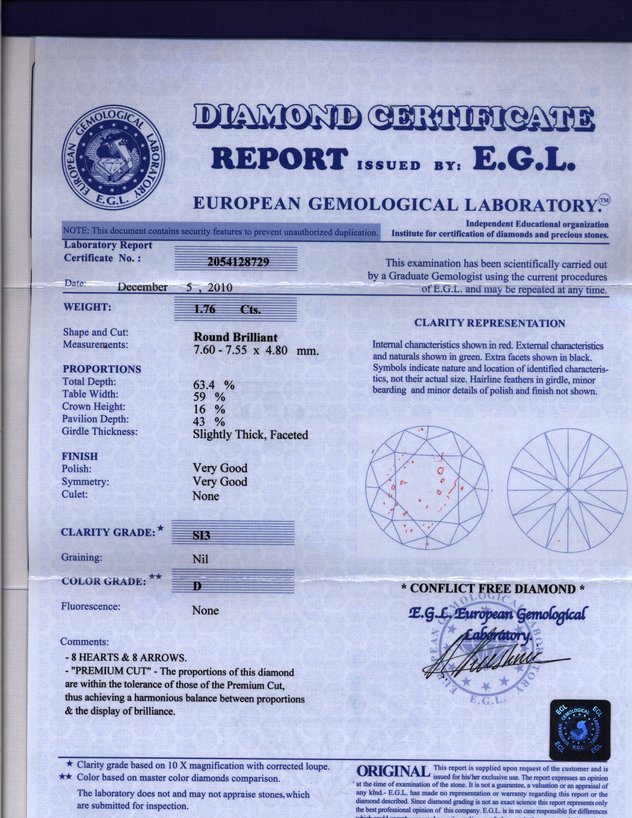 EUROPEAN GEMOLOGICAL LABORATORY
E.G.L.
DIAMOND CERTIFICATE
REPORT ISSUED BY: E.G.L.
EUROPEAN GEMOLOGICAL LABORATORY.™
NOTE: This document contains security features to prevent unauthorized duplication.
Independent Educational organization
Institute for certification of diamonds and precious stones.
Laboratory Report
Certificate No. : 2054128729
Date: December 5 , 2010
This examination has been scientifically carried out
by a Graduate Gemologist using the current procedures
of E.G.L. and may be repeated at any time.
WEIGHT: 1.76 Cts.
Shape and Cut: Round Brilliant
Measurements: 7.60 - 7.55 x 4.80 mm.
PROPORTIONS
Total Depth: 63.4 %
Table Width: 59 %
Crown Height: 16 %
Pavilion Depth: 43 %
Girdle Thickness: Slightly Thick, Faceted
FINISH
Polish: Very Good
Symmetry: Very Good
Culet: None
CLARITY GRADE:* SI3
Graining: Nil
COLOR GRADE:** D
Fluorescence: None
Comments:
- 8 HEARTS & 8 ARROWS.
- "PREMIUM CUT" - The proportions of this diamond
are within the tolerance of those of the Premium Cut,
thus achieving a harmonious balance between proportions
& the display of brilliance.
CLARITY REPRESENTATION
Internal characteristics shown in red. External characteristics
and naturals shown in green. Extra facets shown in black.
Symbols indicate nature and location of identified characteris-
tics, not their actual size. Hairline feathers in girdle, minor
bearding and minor details of polish and finish not shown.
* CONFLICT FREE DIAMOND *
E.G.L. European Gemological
Laboratory.
E.G.L.
EGL EGL
GEMOLOGICAL
E.G.L.
EGL EGL
* Clarity grade based on 10 X magnification with corrected loupe.
** Color based on master color diamonds comparison.
The laboratory does not and may not appraise stones,which
are submitted for inspection.
ORIGINAL This report is supplied upon request of the customer and is
issued for his/her exclusive use. The report expresses an opinion
at the time of examination of the stone. It is not a guarantee, a valuation or an appraisal of
any kind.- E.G.L. has made no representation or warranty regarding this report or the
diamond described. Since diamond grading is not an exact science this report represents only
the best professional opinion of this company. E.G.L. is in no case responsible for differences